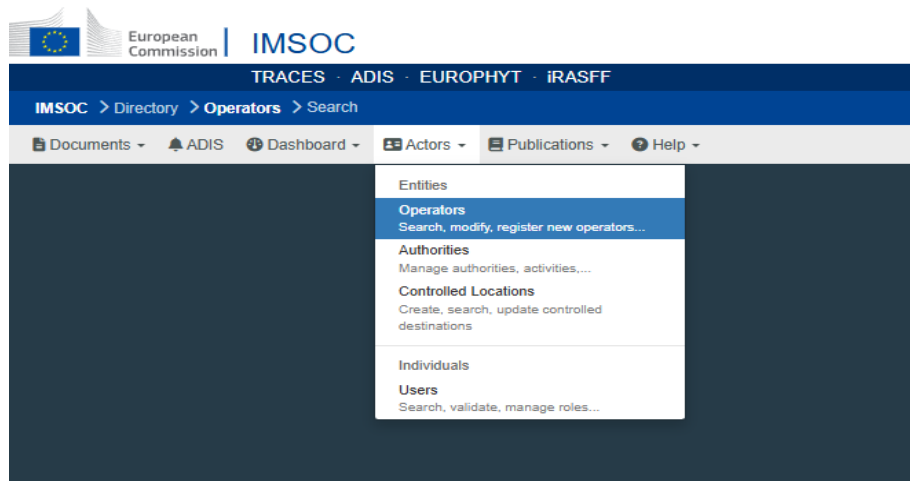 European
Commission
IMSOC
TRACES · ADIS · EUROPHYT · iRASFF
IMSOC > Directory > Operators > Search
Documents ADIS Dashboard Actors Publications Help
Entities
Operators
Search, modify, register new operators...
Authorities
Manage authorities, activities,...
Controlled Locations
Create, search, update controlled
destinations
Individuals
Users
Search, validate, manage roles...